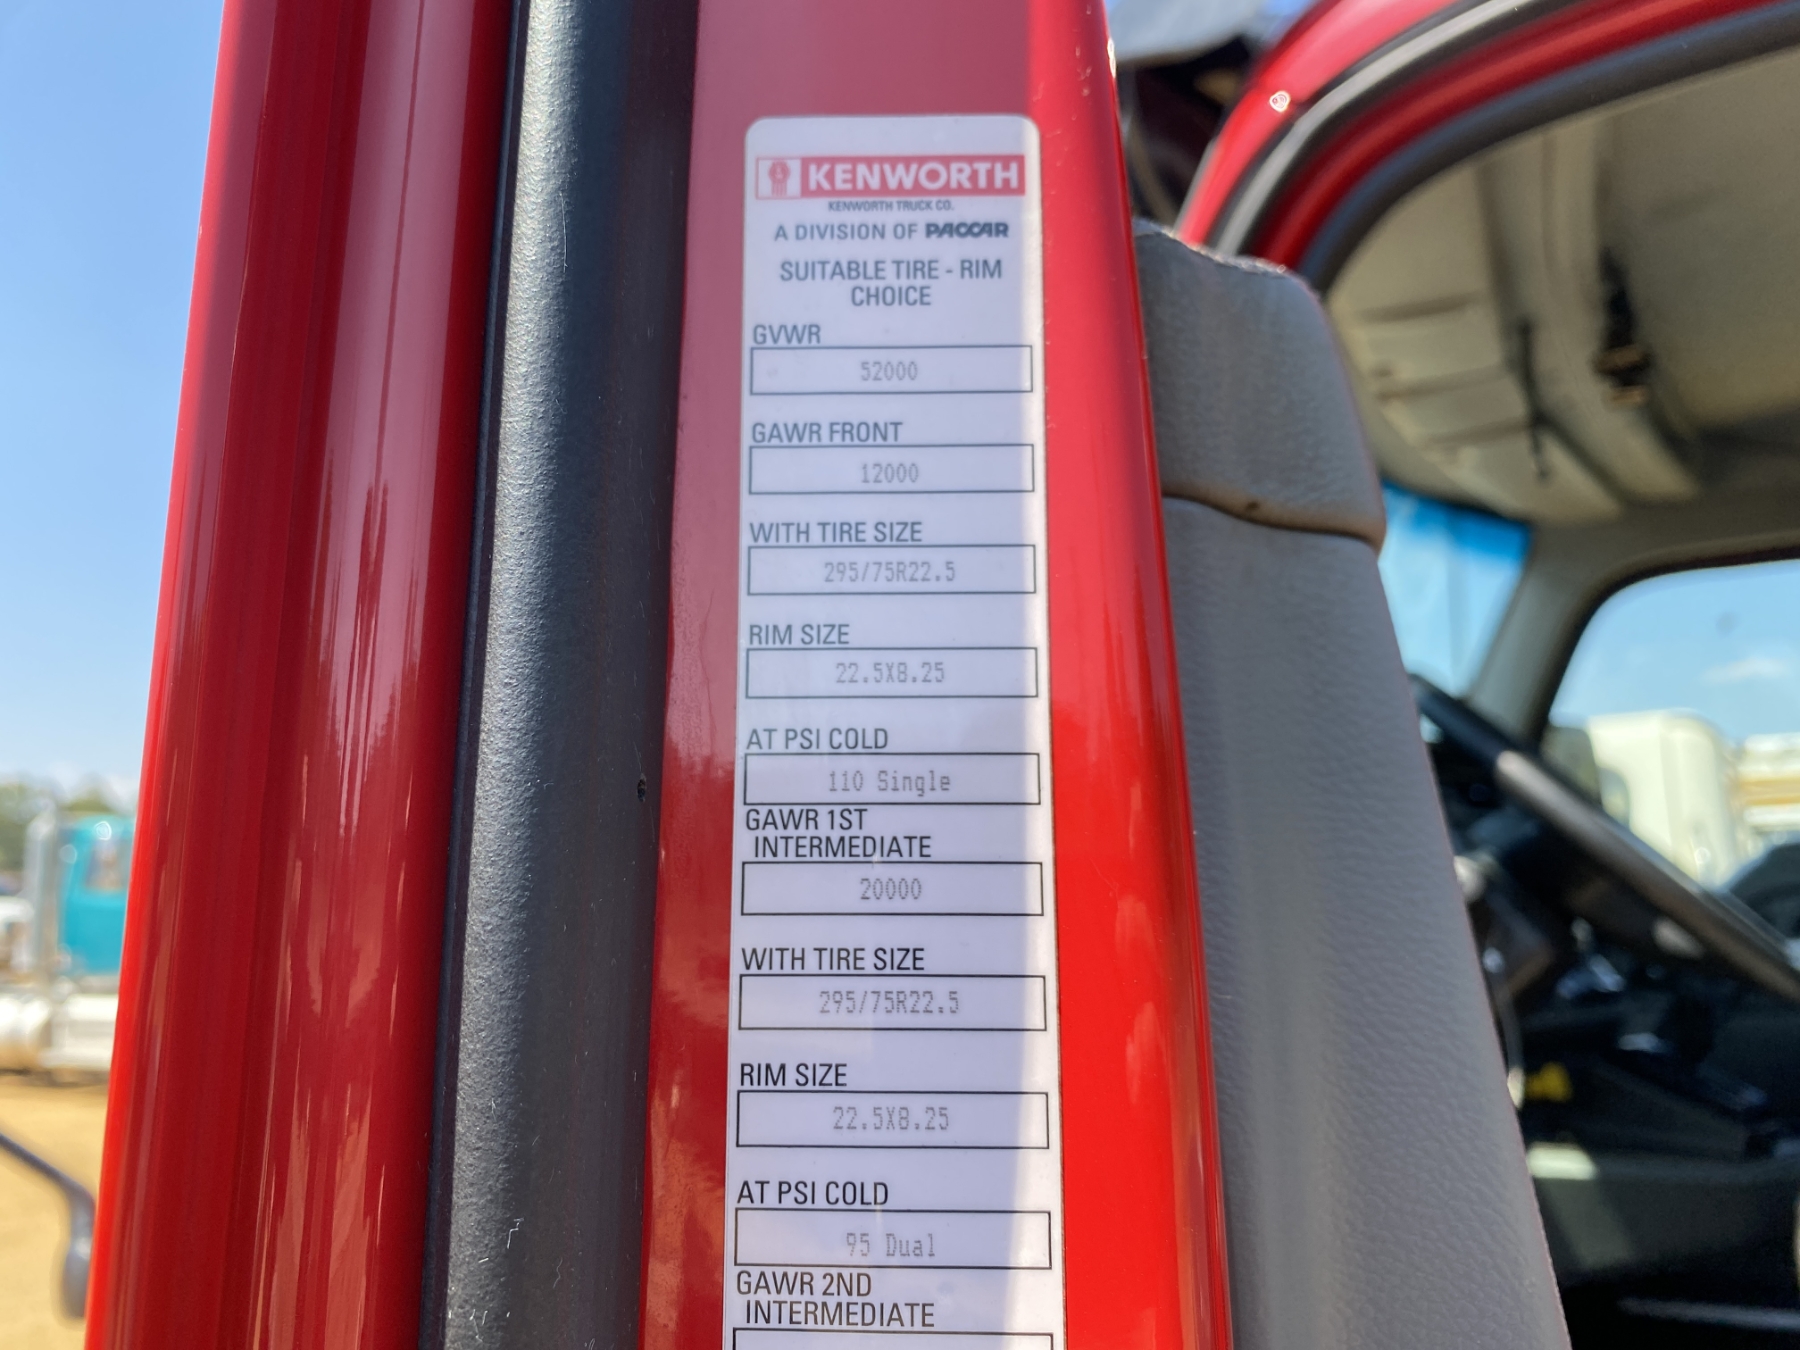 KENWORTH
KENWORTH TRUCK CO.
A DIVISION OF PACCAR
SUITABLE TIRE - RIM
CHOICE
GVWR
52000
GAWR FRONT
12000
WITH TIRE SIZE
295/75R22.5
RIM SIZE
22.5X8.25
AT PSI COLD
110 Single
GAWR 1ST
INTERMEDIATE
20000
WITH TIRE SIZE
295/75R22.5
RIM SIZE
22.5X8.25
AT PSI COLD
95 Dual
GAWR 2ND
INTERMEDIATE